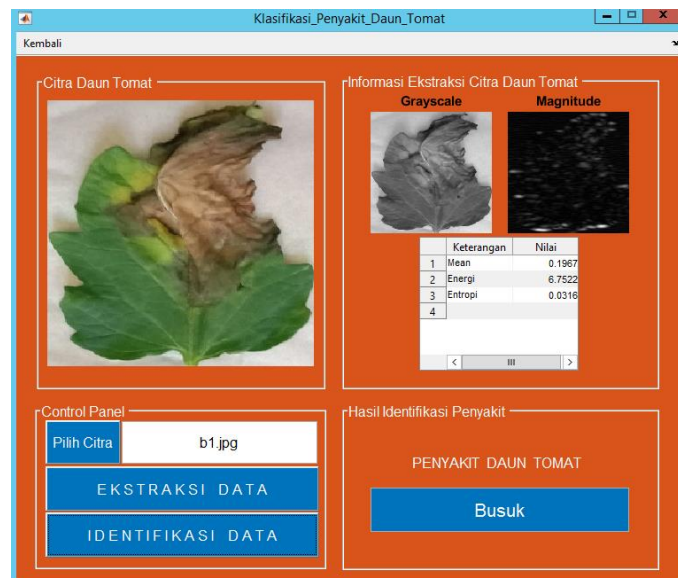 Klasifikasi_Penyakit_Daun_Tomat
Kembali
Citra Daun Tomat
Informasi Ekstraksi Citra Daun Tomat
Grayscale Magnitude
Keterangan Nilai
1 Mean 0.1967
2 Energi 6.7522
3 Entropi 0.0316
4
Control Panel
Pilih Citra b1.jpg
EKSTRAKSI DATA
IDENTIFIKASI DATA
Hasil Identifikasi Penyakit
PENYAKIT DAUN TOMAT
Busuk